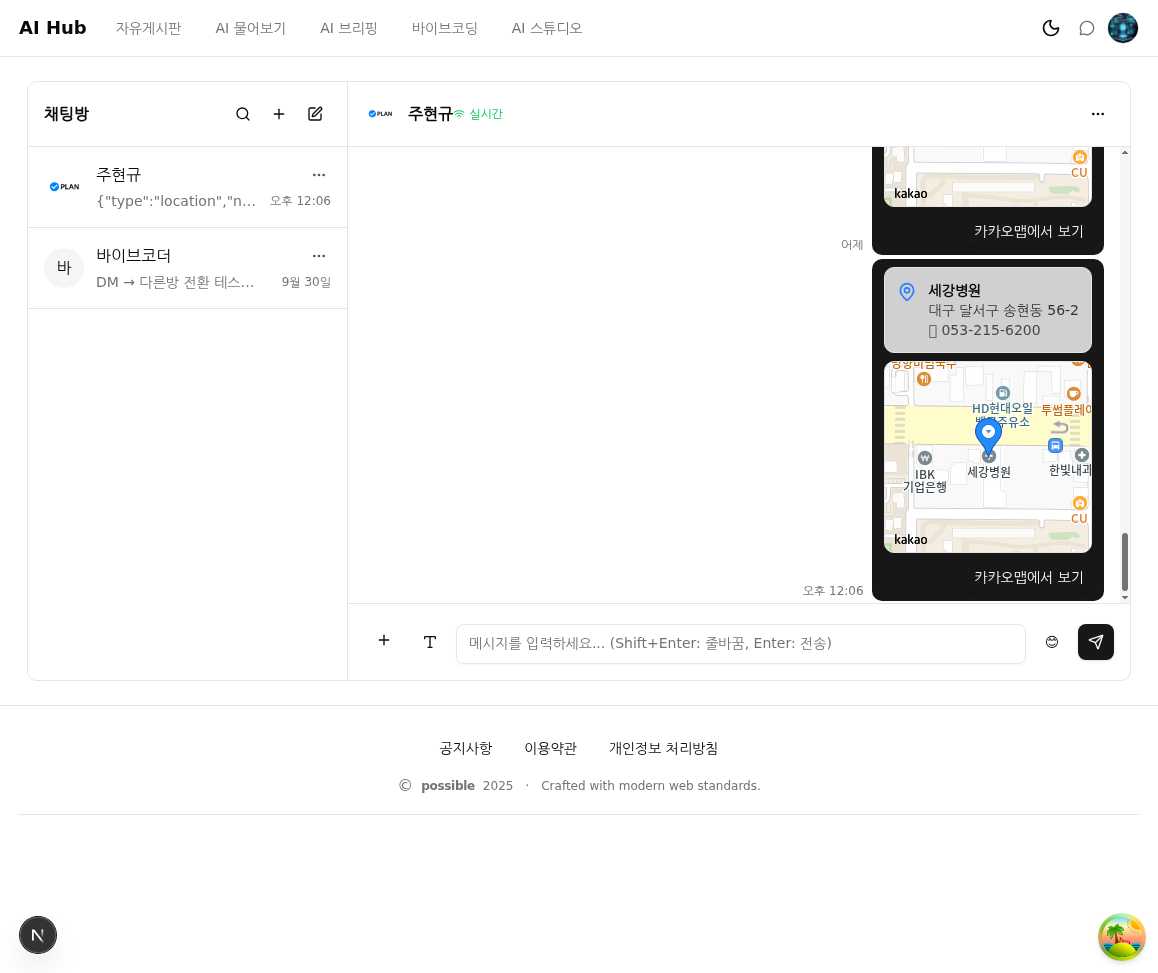 AI Hub
자유게시판
AI 물어보기
AI 브리핑
바이브코딩
AI 스튜디오
채팅방
PLAN
주현규
실시간
PLAN
주현규
{"type":"location","n...
오후 12:06
바
바이브코더
DM → 다른방 전환 테스...
9월 30일
CU
kakao
카카오맵에서 보기
어제
세강병원
대구 달서구 송현동 56-2
053-215-6200
HD현대오일
투썸플레이
세강병원
한빛내과
IBK
기업은행
CU
kakao
카카오맵에서 보기
오후 12:06
T
메시지를 입력하세요... (Shift+Enter: 줄바꿈, Enter: 전송)
공지사항
이용약관
개인정보 처리방침
© possible 2025 · Crafted with modern web standards.
N